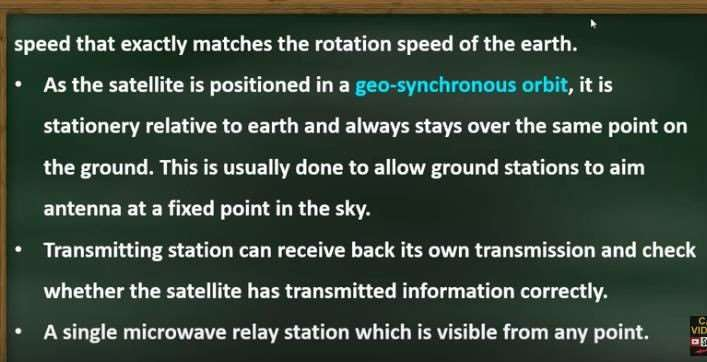 speed that exactly matches the rotation speed of the earth.
• As the satellite is positioned in a geo-synchronous orbit, it is
stationery relative to earth and always stays over the same point on
the ground. This is usually done to allow ground stations to aim
antenna at a fixed point in the sky.
• Transmitting station can receive back its own transmission and check
whether the satellite has transmitted information correctly.
• A single microwave relay station which is visible from any point.